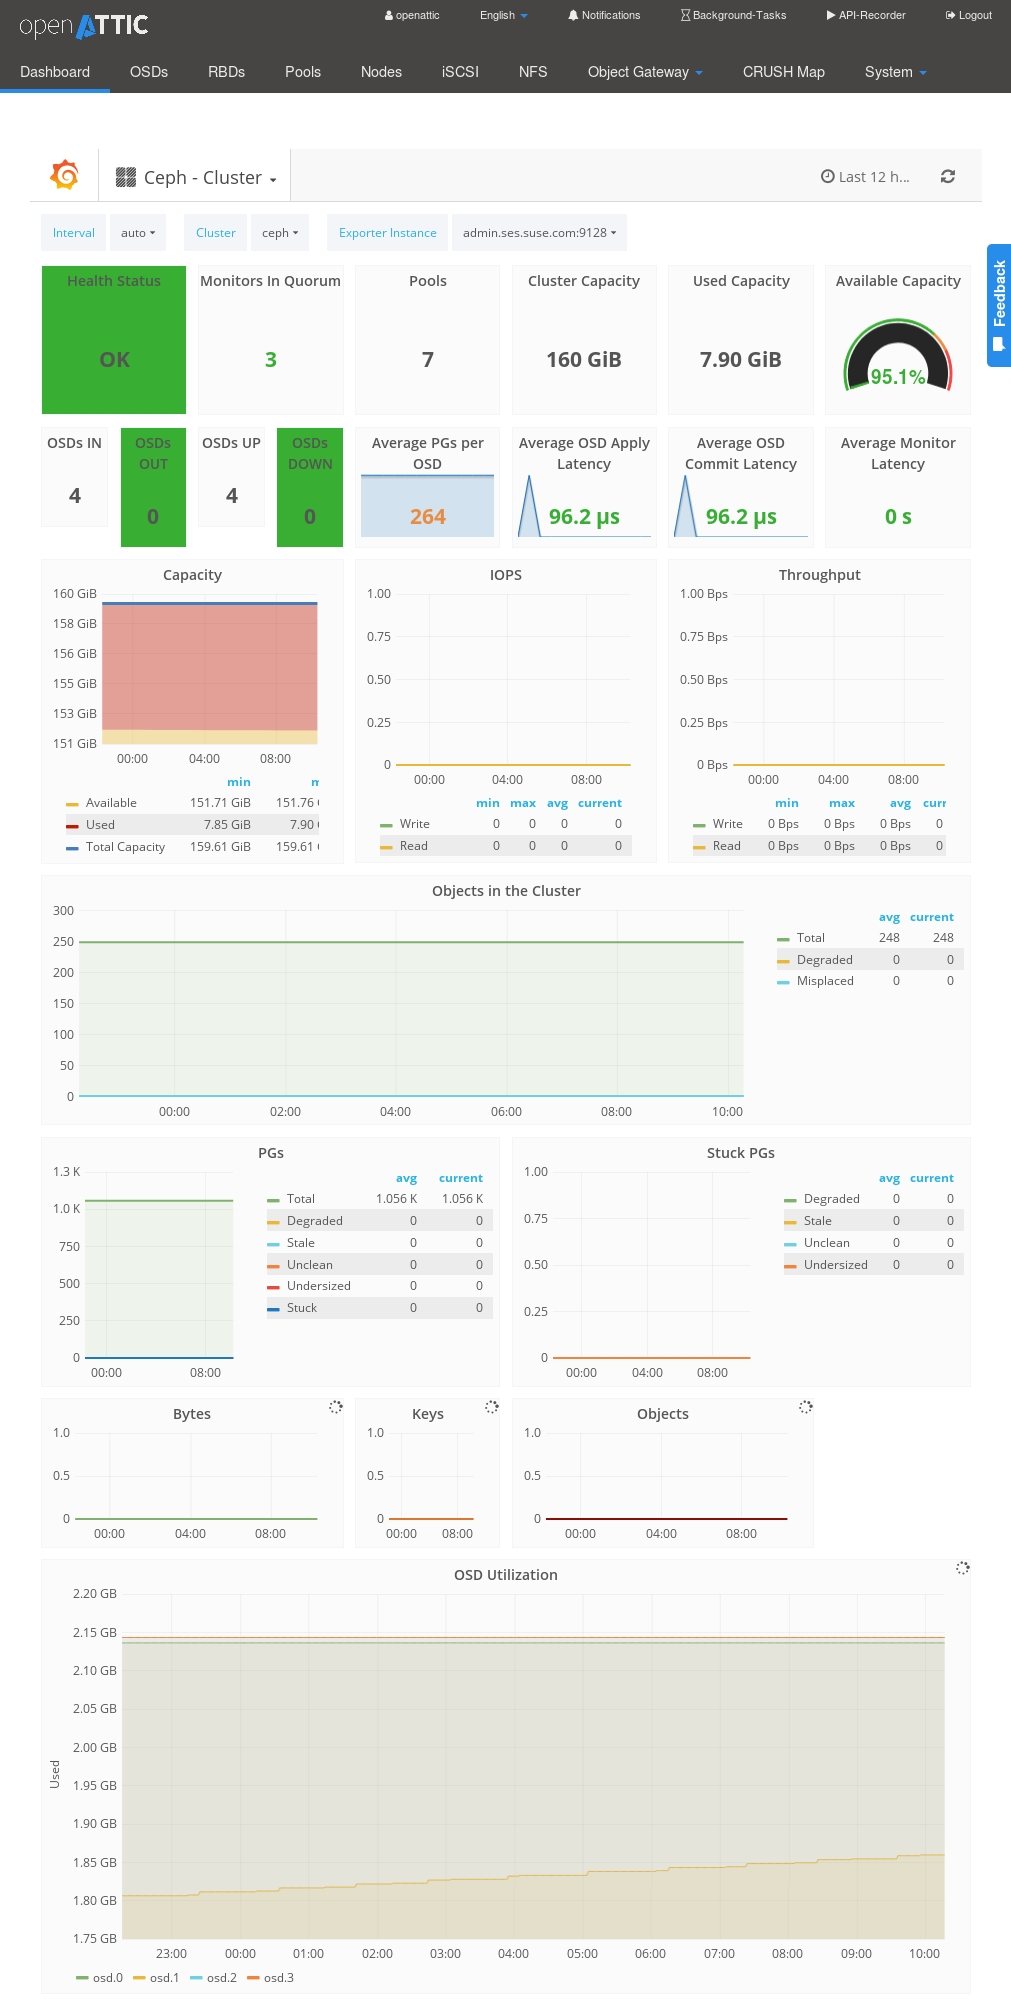 openATTIC openattic English Notifications Background-Tasks API-Recorder Logout
Dashboard OSDs RBDs Pools Nodes iSCSI NFS Object Gateway CRUSH Map System
Ceph - Cluster Last 12 h...
Interval auto Cluster ceph Exporter Instance admin.ses.suse.com:9128
Feedback
Health Status Monitors In Quorum Pools Cluster Capacity Used Capacity Available Capacity
OK 3 7 160 GiB 7.90 GiB 95.1%
OSDs IN OSDs OUT OSDs UP OSDs DOWN Average PGs per OSD Average OSD Apply Latency Average OSD Commit Latency Average Monitor Latency
4 0 4 0 264 96.2 µs 96.2 µs 0 s
Capacity
160 GiB
158 GiB
156 GiB
155 GiB
153 GiB
151 GiB
00:00 04:00 08:00
min
Available 151.71 GiB 151.76
Used 7.85 GiB 7.90
Total Capacity 159.61 GiB 159.61
IOPS
1.00
0.75
0.50
0.25
0
00:00 04:00 08:00
min max avg current
Write 0 0 0 0
Read 0 0 0 0
Throughput
1.00 Bps
0.75 Bps
0.50 Bps
0.25 Bps
0 Bps
00:00 04:00 08:00
min max avg curr
Write 0 Bps 0 Bps 0 Bps 0
Read 0 Bps 0 Bps 0 Bps 0
Objects in the Cluster
300
250
200
150
100
50
0
00:00 02:00 04:00 06:00 08:00 10:00
avg current
Total 248 248
Degraded 0 0
Misplaced 0 0
PGs
1.3 K
1.0 K
750
500
250
0
00:00 08:00
avg current
Total 1.056 K 1.056 K
Degraded 0 0
Stale 0 0
Unclean 0 0
Undersized 0 0
Stuck 0 0
Stuck PGs
1.00
0.75
0.50
0.25
0
00:00 04:00 08:00
avg current
Degraded 0 0
Stale 0 0
Unclean 0 0
Undersized 0 0
Bytes
1.0
0.5
0
00:00 04:00 08:00
Keys
1.0
0.5
0
00:00 08:00
Objects
1.0
0.5
0
00:00 04:00 08:00
OSD Utilization
2.20 GB
2.15 GB
2.10 GB
2.05 GB
2.00 GB
1.95 GB
1.90 GB
1.85 GB
1.80 GB
1.75 GB
Used
23:00 00:00 01:00 02:00 03:00 04:00 05:00 06:00 07:00 08:00 09:00 10:00
osd.0 osd.1 osd.2 osd.3